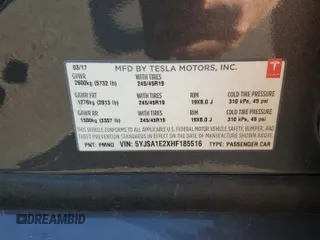 03/17 MFD BY TESLA MOTORS, INC.
GVWR WITH TIRES
2600kg (5732 lb) 245/45R19
GAWR FRT WITH TIRES RIM COLD TIRE PRESSURE
1276kg (2813 lb) 245/45R19 19X8.0 J 310 kPa, 45 psi
GAWR RR WITH TIRES RIM COLD TIRE PRESSURE
1500kg (3307 lb) 245/45R19 19X8.0 J 310 kPa, 45 psi
THIS VEHICLE CONFORMS TO ALL APPLICABLE U.S. FEDERAL MOTOR VEHICLE SAFETY,
BUMPER, AND THEFT PREVENTION STANDARDS IN EFFECT ON THE DATE OF MANUFACTURE SHOWN ABOVE.
PNT: PMNG VIN: 5YJSA1E2XHF185516 TYPE: PASSENGER CAR
DREAMBID
DREAMBID